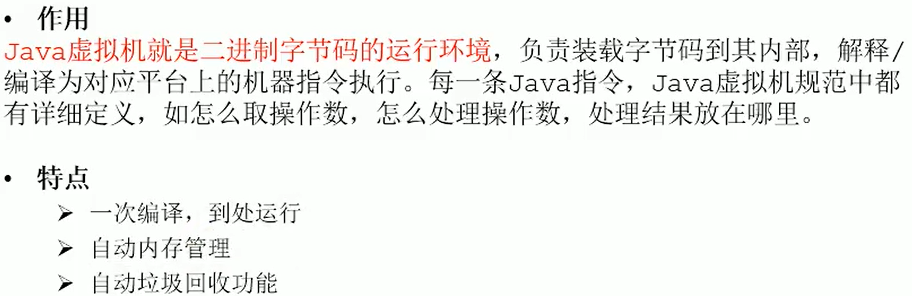 • 作用
Java虚拟机就是二进制字节码的运行环境，负责装载字节码到其内部，解释/
编译为对应平台上的机器指令执行。每一条Java指令，Java虚拟机规范中都
有详细定义，如怎么取操作数，怎么处理操作数，处理结果放在哪里。
• 特点
➢ 一次编译，到处运行
➢ 自动内存管理
➢ 自动垃圾回收功能